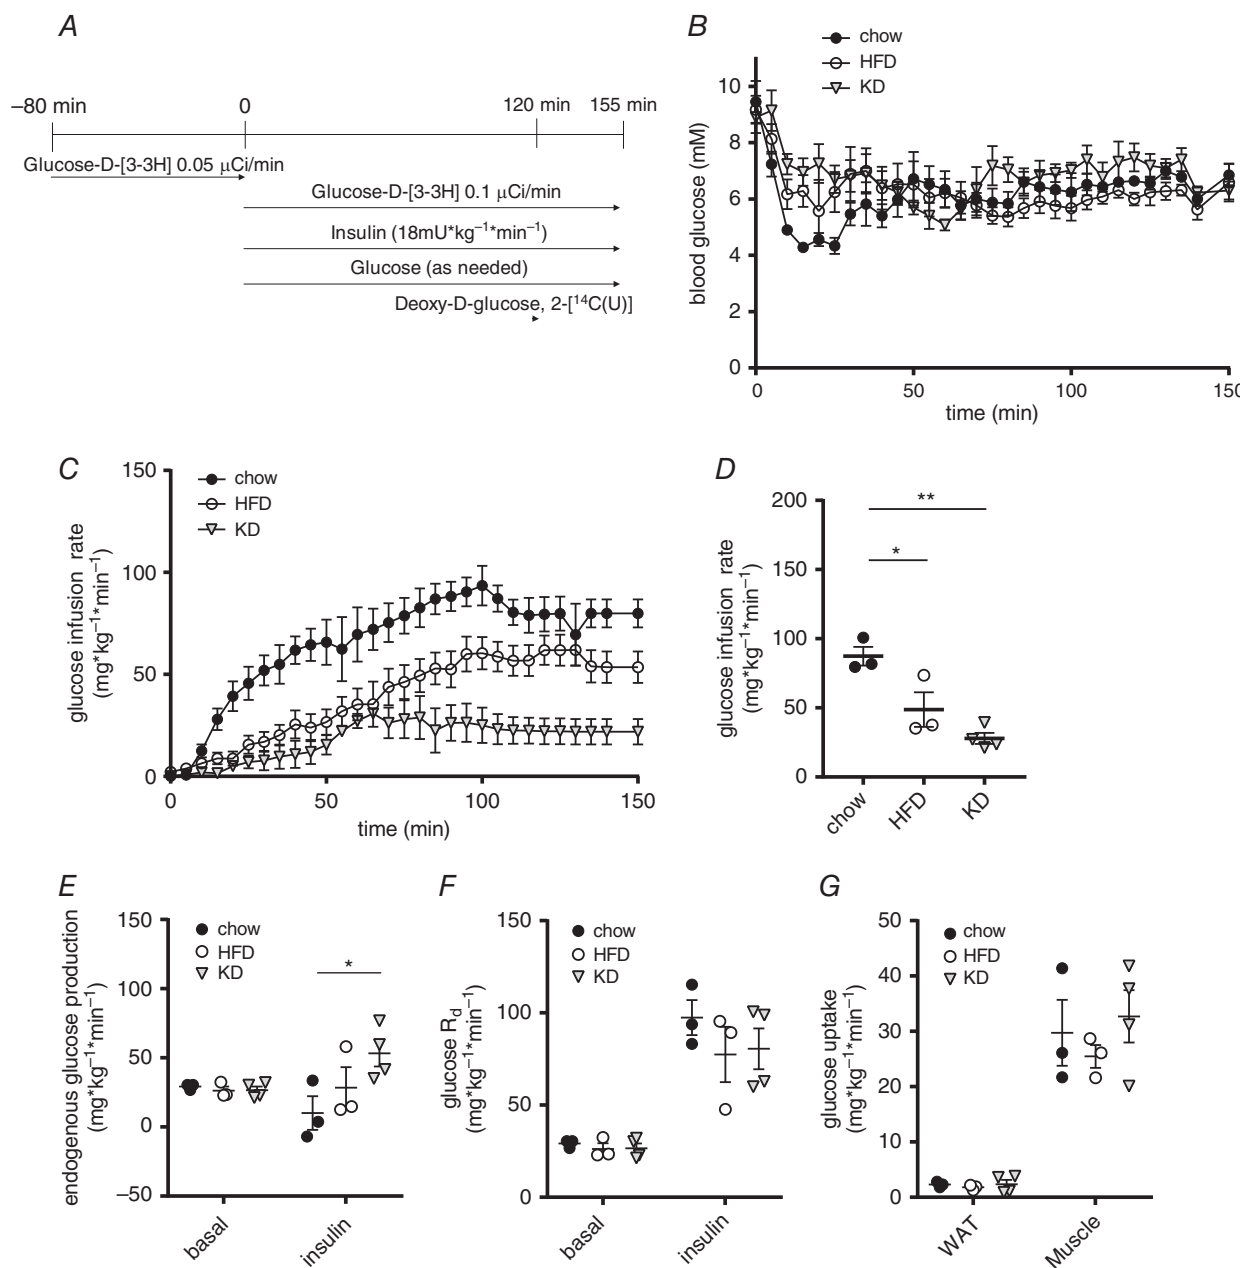 A
–80 min
0
120 min
155 min
Glucose-D-[3-3H] 0.05 μCi/min
Glucose-D-[3-3H] 0.1 μCi/min
Insulin (18mU*kg⁻¹*min⁻¹)
Glucose (as needed)
Deoxy-D-glucose, 2-[¹⁴C(U)]
B
chow
HFD
KD
blood glucose (mM)
10
8
6
4
2
0
0
50
100
150
time (min)
C
chow
HFD
KD
glucose infusion rate
(mg*kg⁻¹*min⁻¹)
150
100
50
0
0
50
100
150
time (min)
D
glucose infusion rate
(mg*kg⁻¹*min⁻¹)
200
150
100
50
0
**
*
chow
HFD
KD
E
chow
HFD
KD
endogenous glucose production
(mg*kg⁻¹*min⁻¹)
150
100
50
0
–50
*
basal
insulin
F
chow
HFD
KD
glucose Rd
(mg*kg⁻¹*min⁻¹)
150
100
50
0
basal
insulin
G
chow
HFD
KD
glucose uptake
(mg*kg⁻¹*min⁻¹)
50
40
30
20
10
0
WAT
Muscle